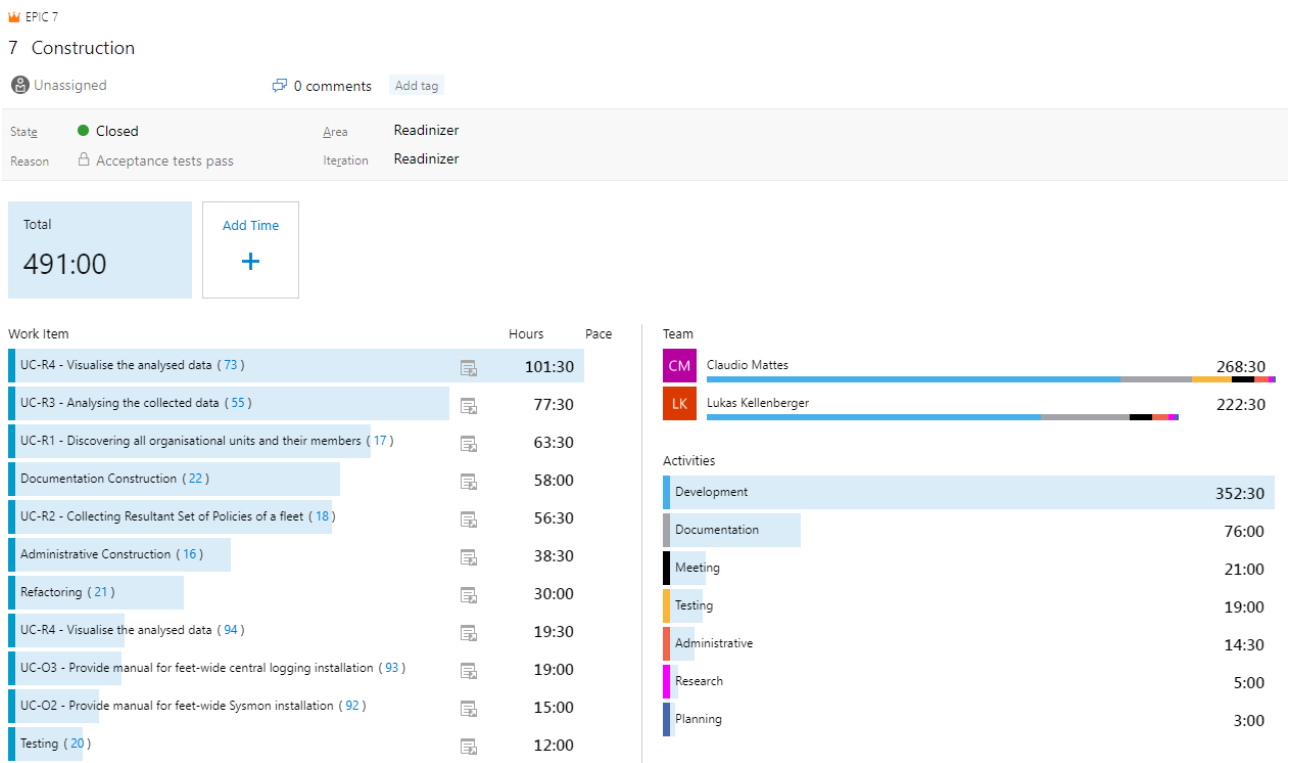 EPIC 7
7 Construction
Unassigned 0 comments Add tag
State Closed Area Readinizer
Reason Acceptance tests pass Iteration Readinizer
Total Add Time
491:00 +
Work Item Hours Pace
UC-R4 - Visualise the analysed data ( 73 ) 101:30
UC-R3 - Analysing the collected data ( 55 ) 77:30
UC-R1 - Discovering all organisational units and their members ( 17 ) 63:30
Documentation Construction ( 22 ) 58:00
UC-R2 - Collecting Resultant Set of Policies of a fleet ( 18 ) 56:30
Administrative Construction ( 16 ) 38:30
Refactoring ( 21 ) 30:00
UC-R4 - Visualise the analysed data ( 94 ) 19:30
UC-O3 - Provide manual for feet-wide central logging installation ( 93 ) 19:00
UC-O2 - Provide manual for feet-wide Sysmon installation ( 92 ) 15:00
Testing ( 20 ) 12:00
Team
CM Claudio Mattes 268:30
LK Lukas Kellenberger 222:30
Activities
Development 352:30
Documentation 76:00
Meeting 21:00
Testing 19:00
Administrative 14:30
Research 5:00
Planning 3:00